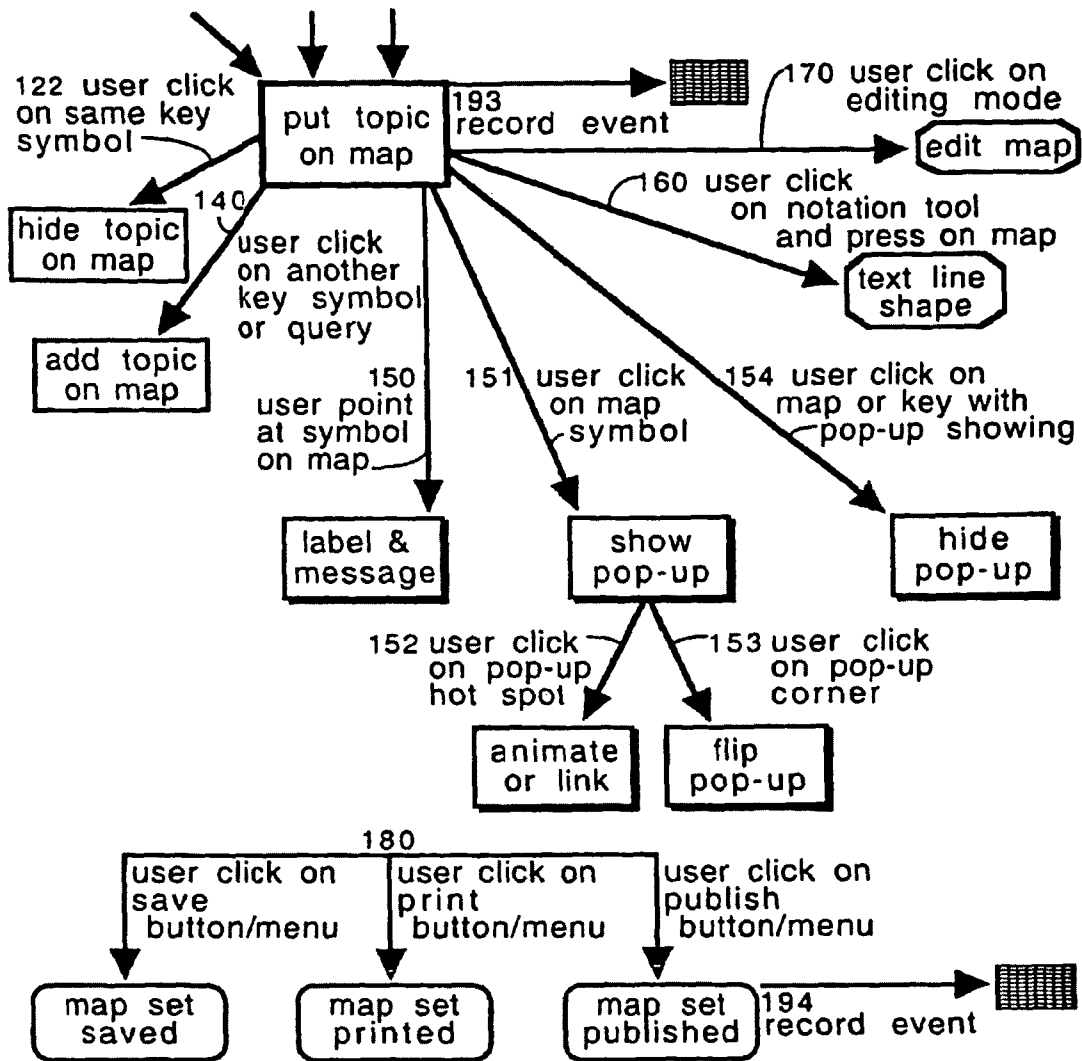 122 user click
on same key
symbol
put topic
on map
193
record event
170 user click on
editing mode
edit map
160 user click
on notation tool
and press on map
text line
shape
hide topic
on map
140
user click
on another
key symbol
or query
add topic
on map
150
user point
at symbol
on map
151 user click
on map
symbol
154 user click on
map or key with
pop-up showing
label &
message
show
pop-up
hide
pop-up
152 user click
on pop-up
hot spot
153 user click
on pop-up
corner
animate
or link
flip
pop-up
180
user click on
save
button/menu
user click on
print
button/menu
user click on
publish
button/menu
map set
saved
map set
printed
map set
published
194
record event